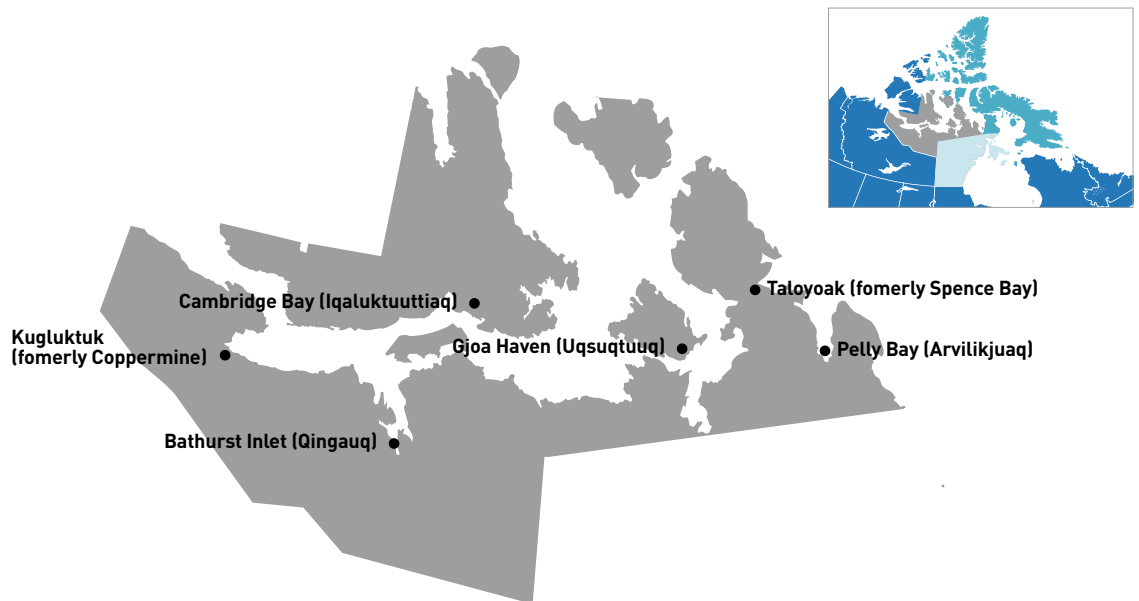 Taloyoak (fomerly Spence Bay)
Cambridge Bay (Iqaluktuuttiaq)
Kugluktuk
(fomerly Coppermine)
Gjoa Haven (Uqsuqtuuq)
Pelly Bay (Arvilikjuaq)
Bathurst Inlet (Qingauq)